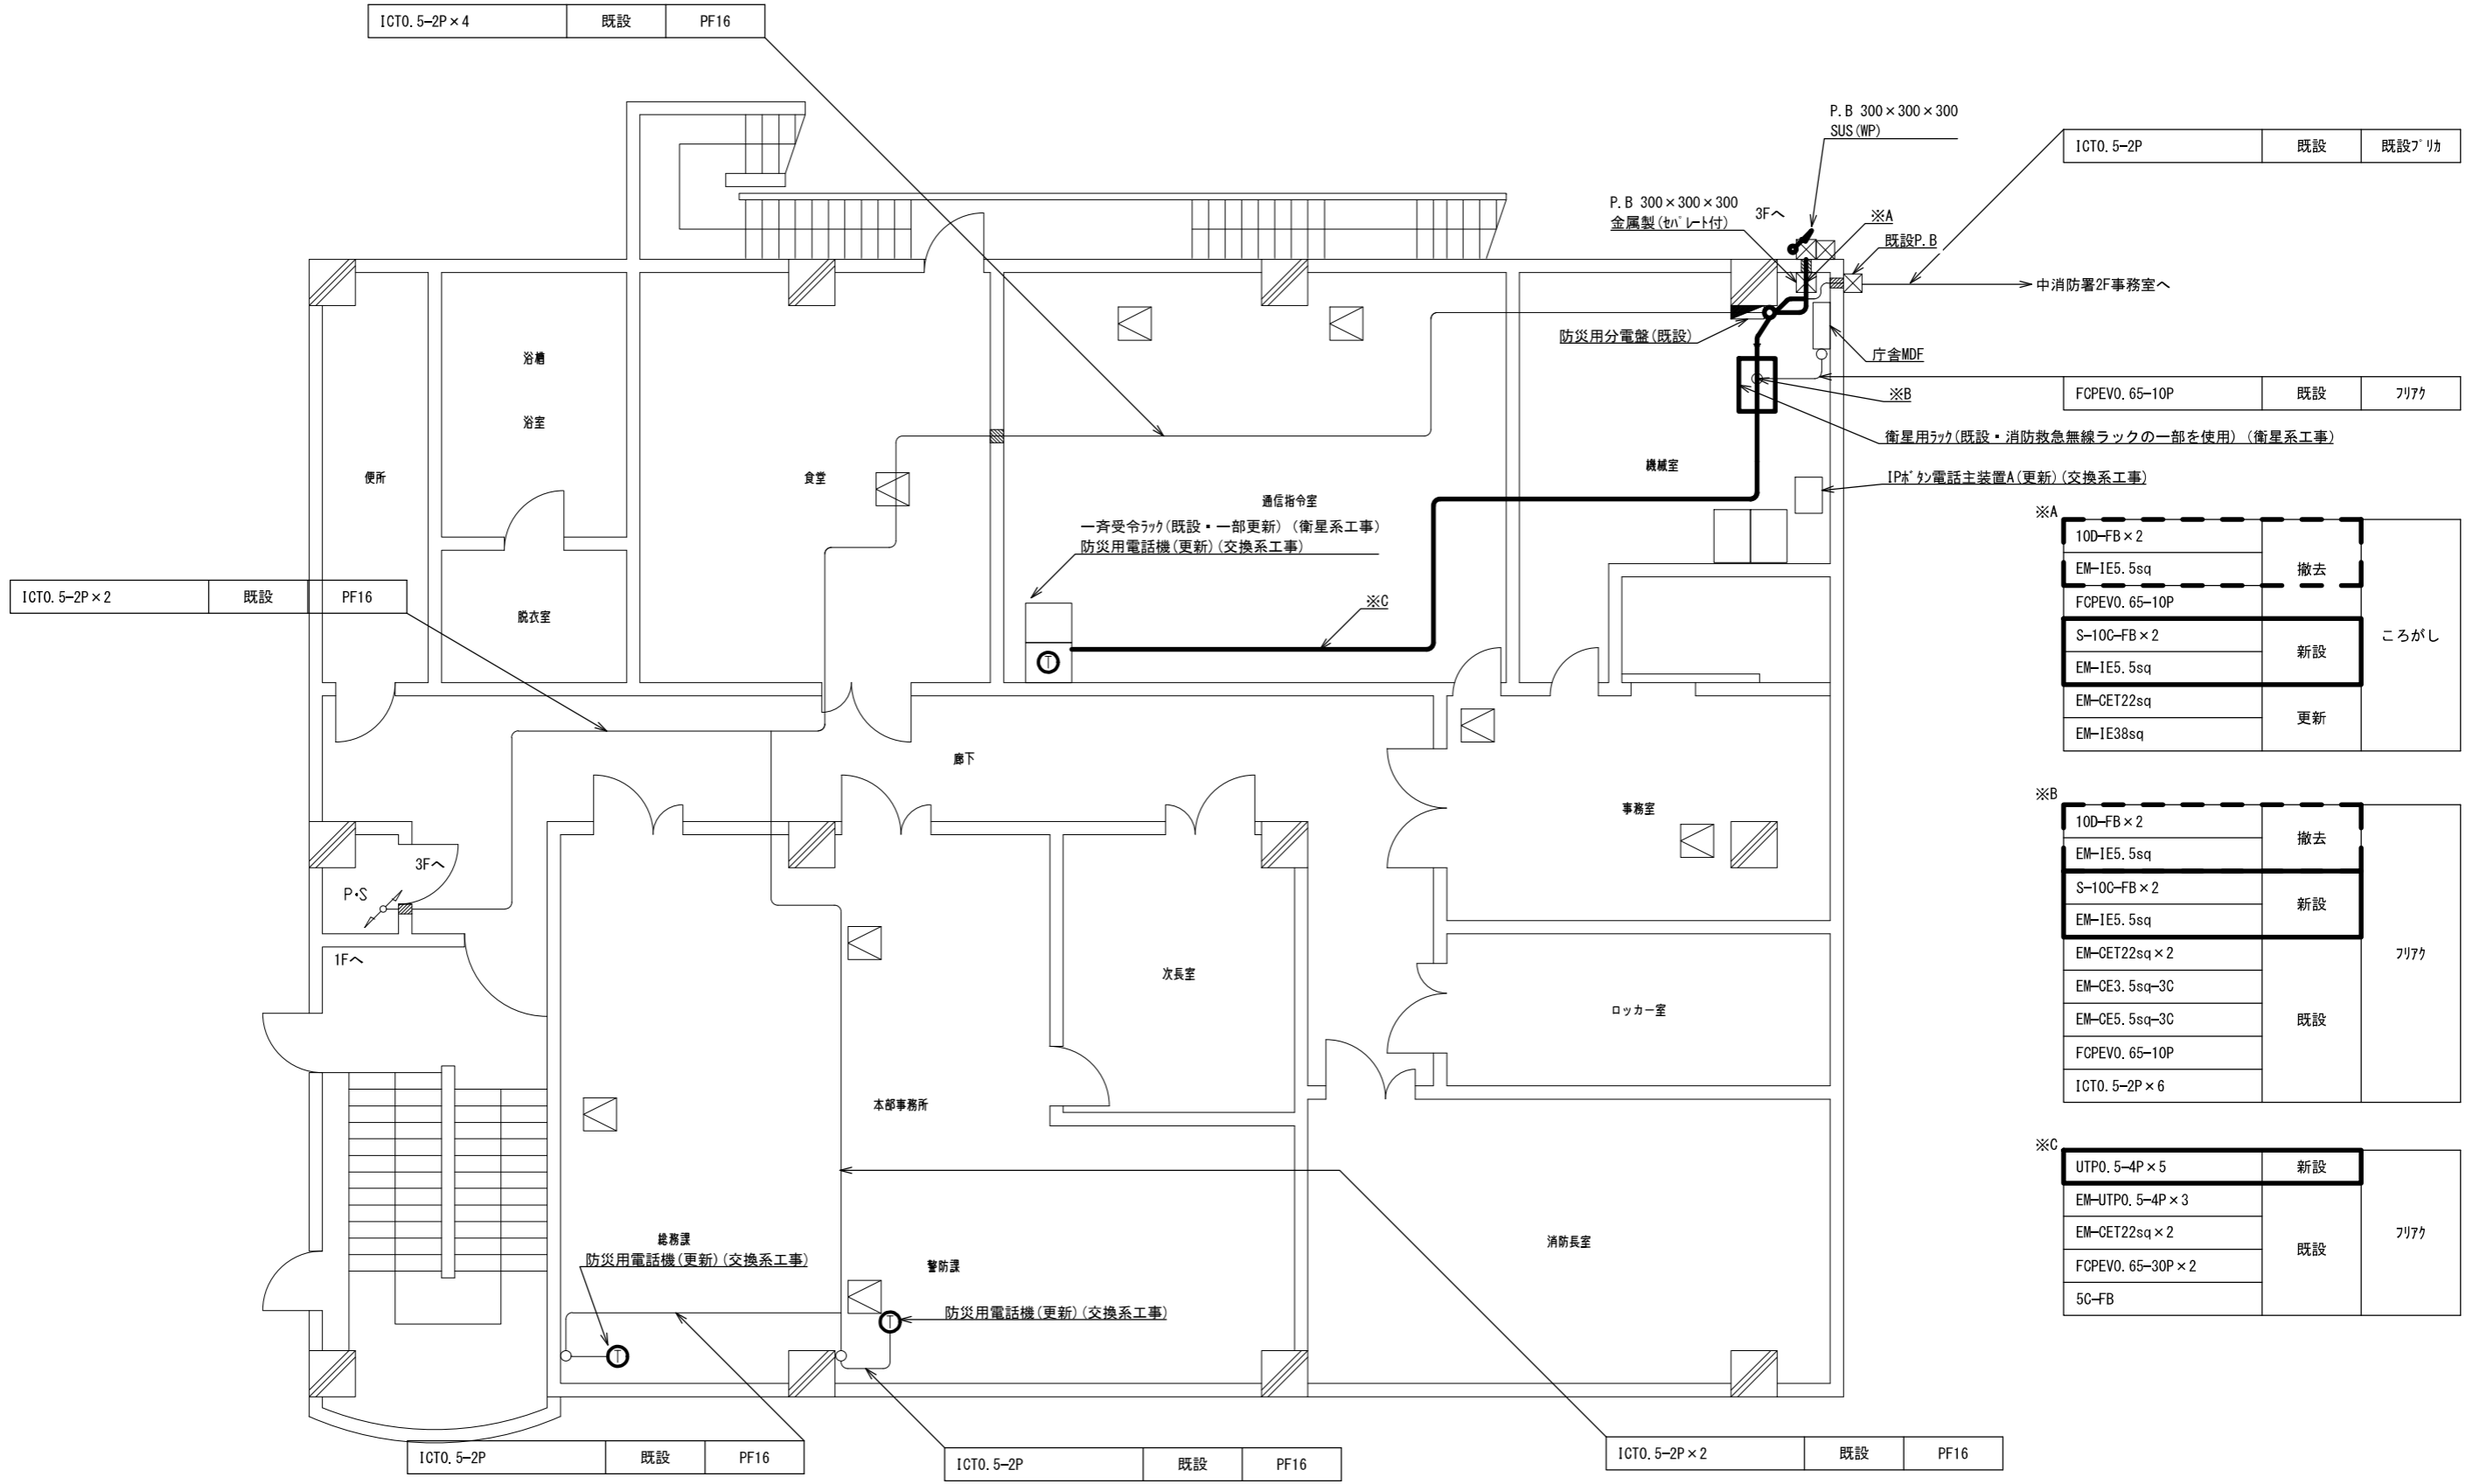 ICT0.5-2P×4 既設 PF16
P.B 300×300×300
SUS(WP)
ICT0.5-2P 既設 既設ﾌﾟﾘｶ
P.B 300×300×300
金属製(ｾﾊﾟﾚｰﾄ付)
3Fへ
※A
既設P.B
中消防署2F事務室へ
防災用分電盤(既設)
庁舎MDF
FCPEV0.65-10P 既設 ﾌﾘｱｸ
※B
衛星用ﾗｯｸ(既設・消防救急無線ラックの一部を使用)(衛星系工事)
浴槽
浴室
便所
食堂
機械室
通信指令室
IPﾎﾞﾀﾝ電話主装置A(更新)(交換系工事)
一斉受令ﾗｯｸ(既設・一部更新)(衛星系工事)
防災用電話機(更新)(交換系工事)
ICT0.5-2P×2 既設 PF16
脱衣室
※C
※A
10D-FB×2 撤去 ころがし
EM-IE5.5sq
FCPEV0.65-10P
S-10C-FB×2 新設
EM-IE5.5sq
EM-CET22sq 更新
EM-IE38sq
廊下
事務室
3Fへ
P・S
1Fへ
次長室
ロッカー室
本部事務所
※B
10D-FB×2 撤去 ﾌﾘｱｸ
EM-IE5.5sq
S-10C-FB×2 新設
EM-IE5.5sq
EM-CET22sq×2 既設
EM-CE3.5sq-3C
EM-CE5.5sq-3C
FCPEV0.65-10P
ICT0.5-2P×6
※C
UTP0.5-4P×5 新設 ﾌﾘｱｸ
EM-UTP0.5-4P×3 既設
EM-CET22sq×2
FCPEV0.65-30P×2
5C-FB
総務課
防災用電話機(更新)(交換系工事)
警防課
防災用電話機(更新)(交換系工事)
消防長室
T
T
T
ICT0.5-2P 既設 PF16
ICT0.5-2P 既設 PF16
ICT0.5-2P×2 既設 PF16